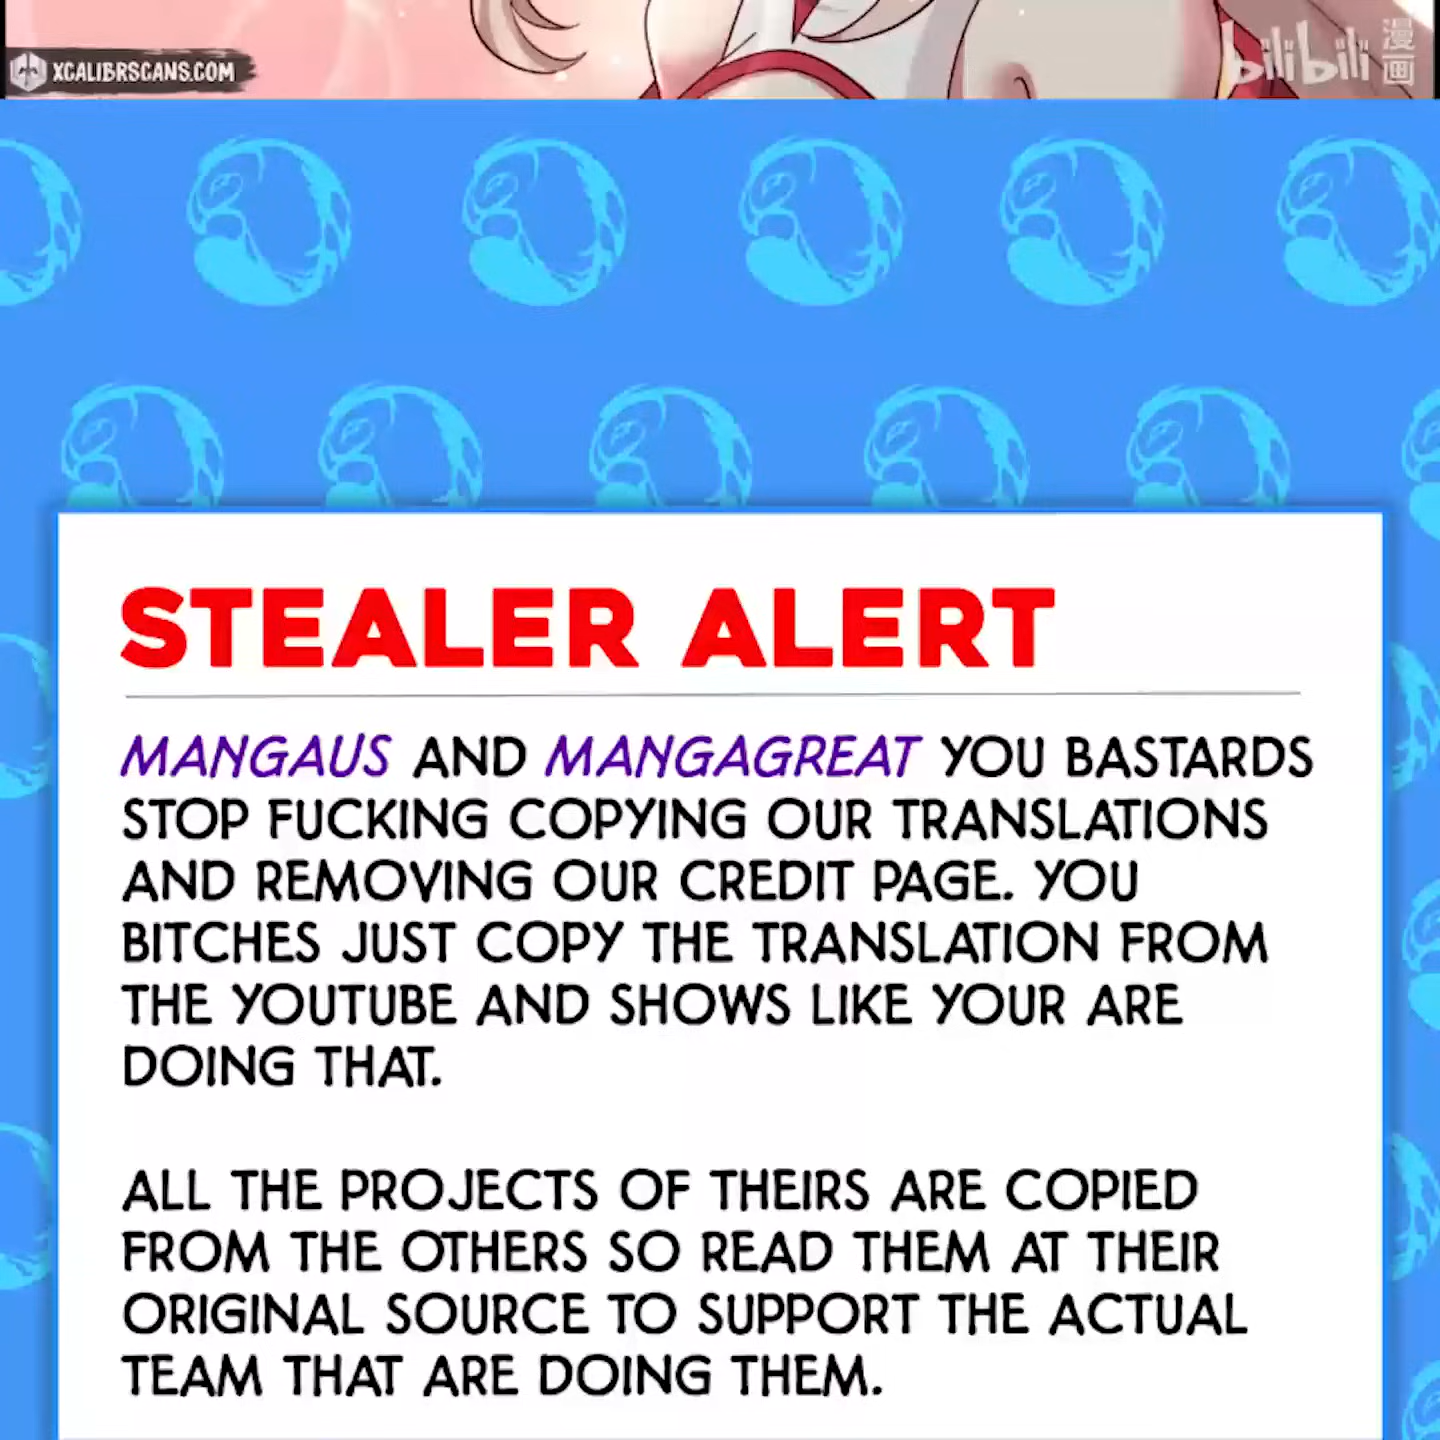 XCALIBRSCANS.COM
bilibili 漫画
STEALER ALERT
MANGAUS AND MANGAGREAT YOU BASTARDS
STOP FUCKING COPYING OUR TRANSLATIONS
AND REMOVING OUR CREDIT PAGE. YOU
BITCHES JUST COPY THE TRANSLATION FROM
THE YOUTUBE AND SHOWS LIKE YOUR ARE
DOING THAT.
ALL THE PROJECTS OF THEIRS ARE COPIED
FROM THE OTHERS SO READ THEM AT THEIR
ORIGINAL SOURCE TO SUPPORT THE ACTUAL
TEAM THAT ARE DOING THEM.